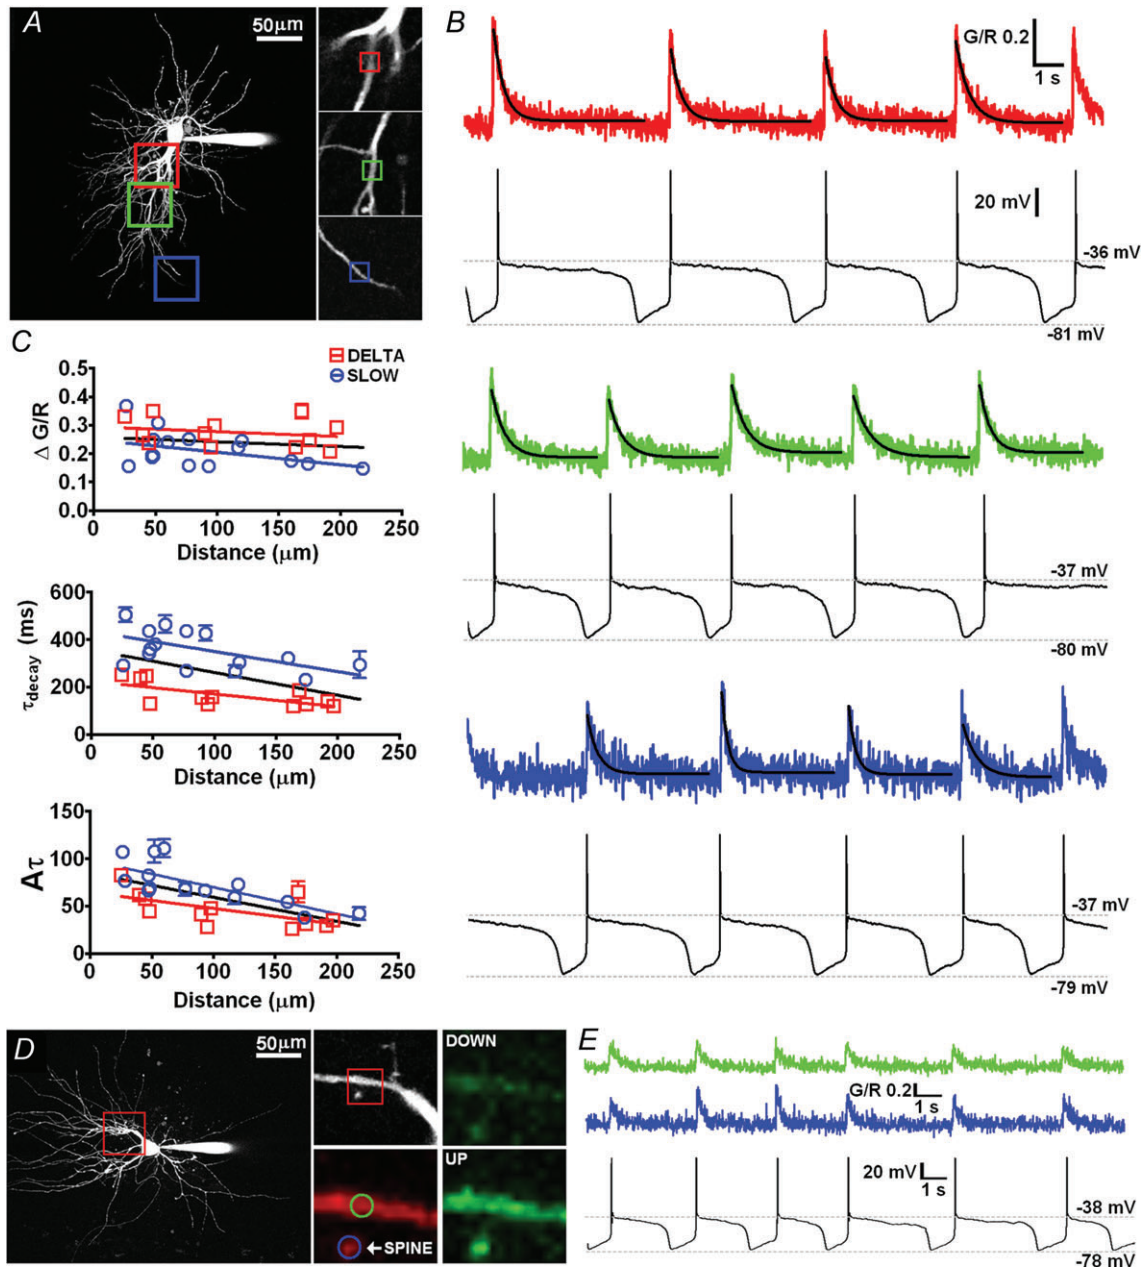 A
50μm
B
G/R 0.2
1 s
20 mV
-36 mV
-81 mV
C
DELTA
SLOW
0.5
0.4
0.3
0.2
0.1
0.0
Δ G/R
0 50 100 150 200 250
Distance (μm)
600
400
200
0
τdecay (ms)
0 50 100 150 200 250
Distance (μm)
150
100
50
0
Aτ
0 50 100 150 200 250
Distance (μm)
-37 mV
-80 mV
-37 mV
-79 mV
D
50μm
DOWN
UP
SPINE
E
G/R 0.2
1 s
20 mV
1 s
-38 mV
-78 mV